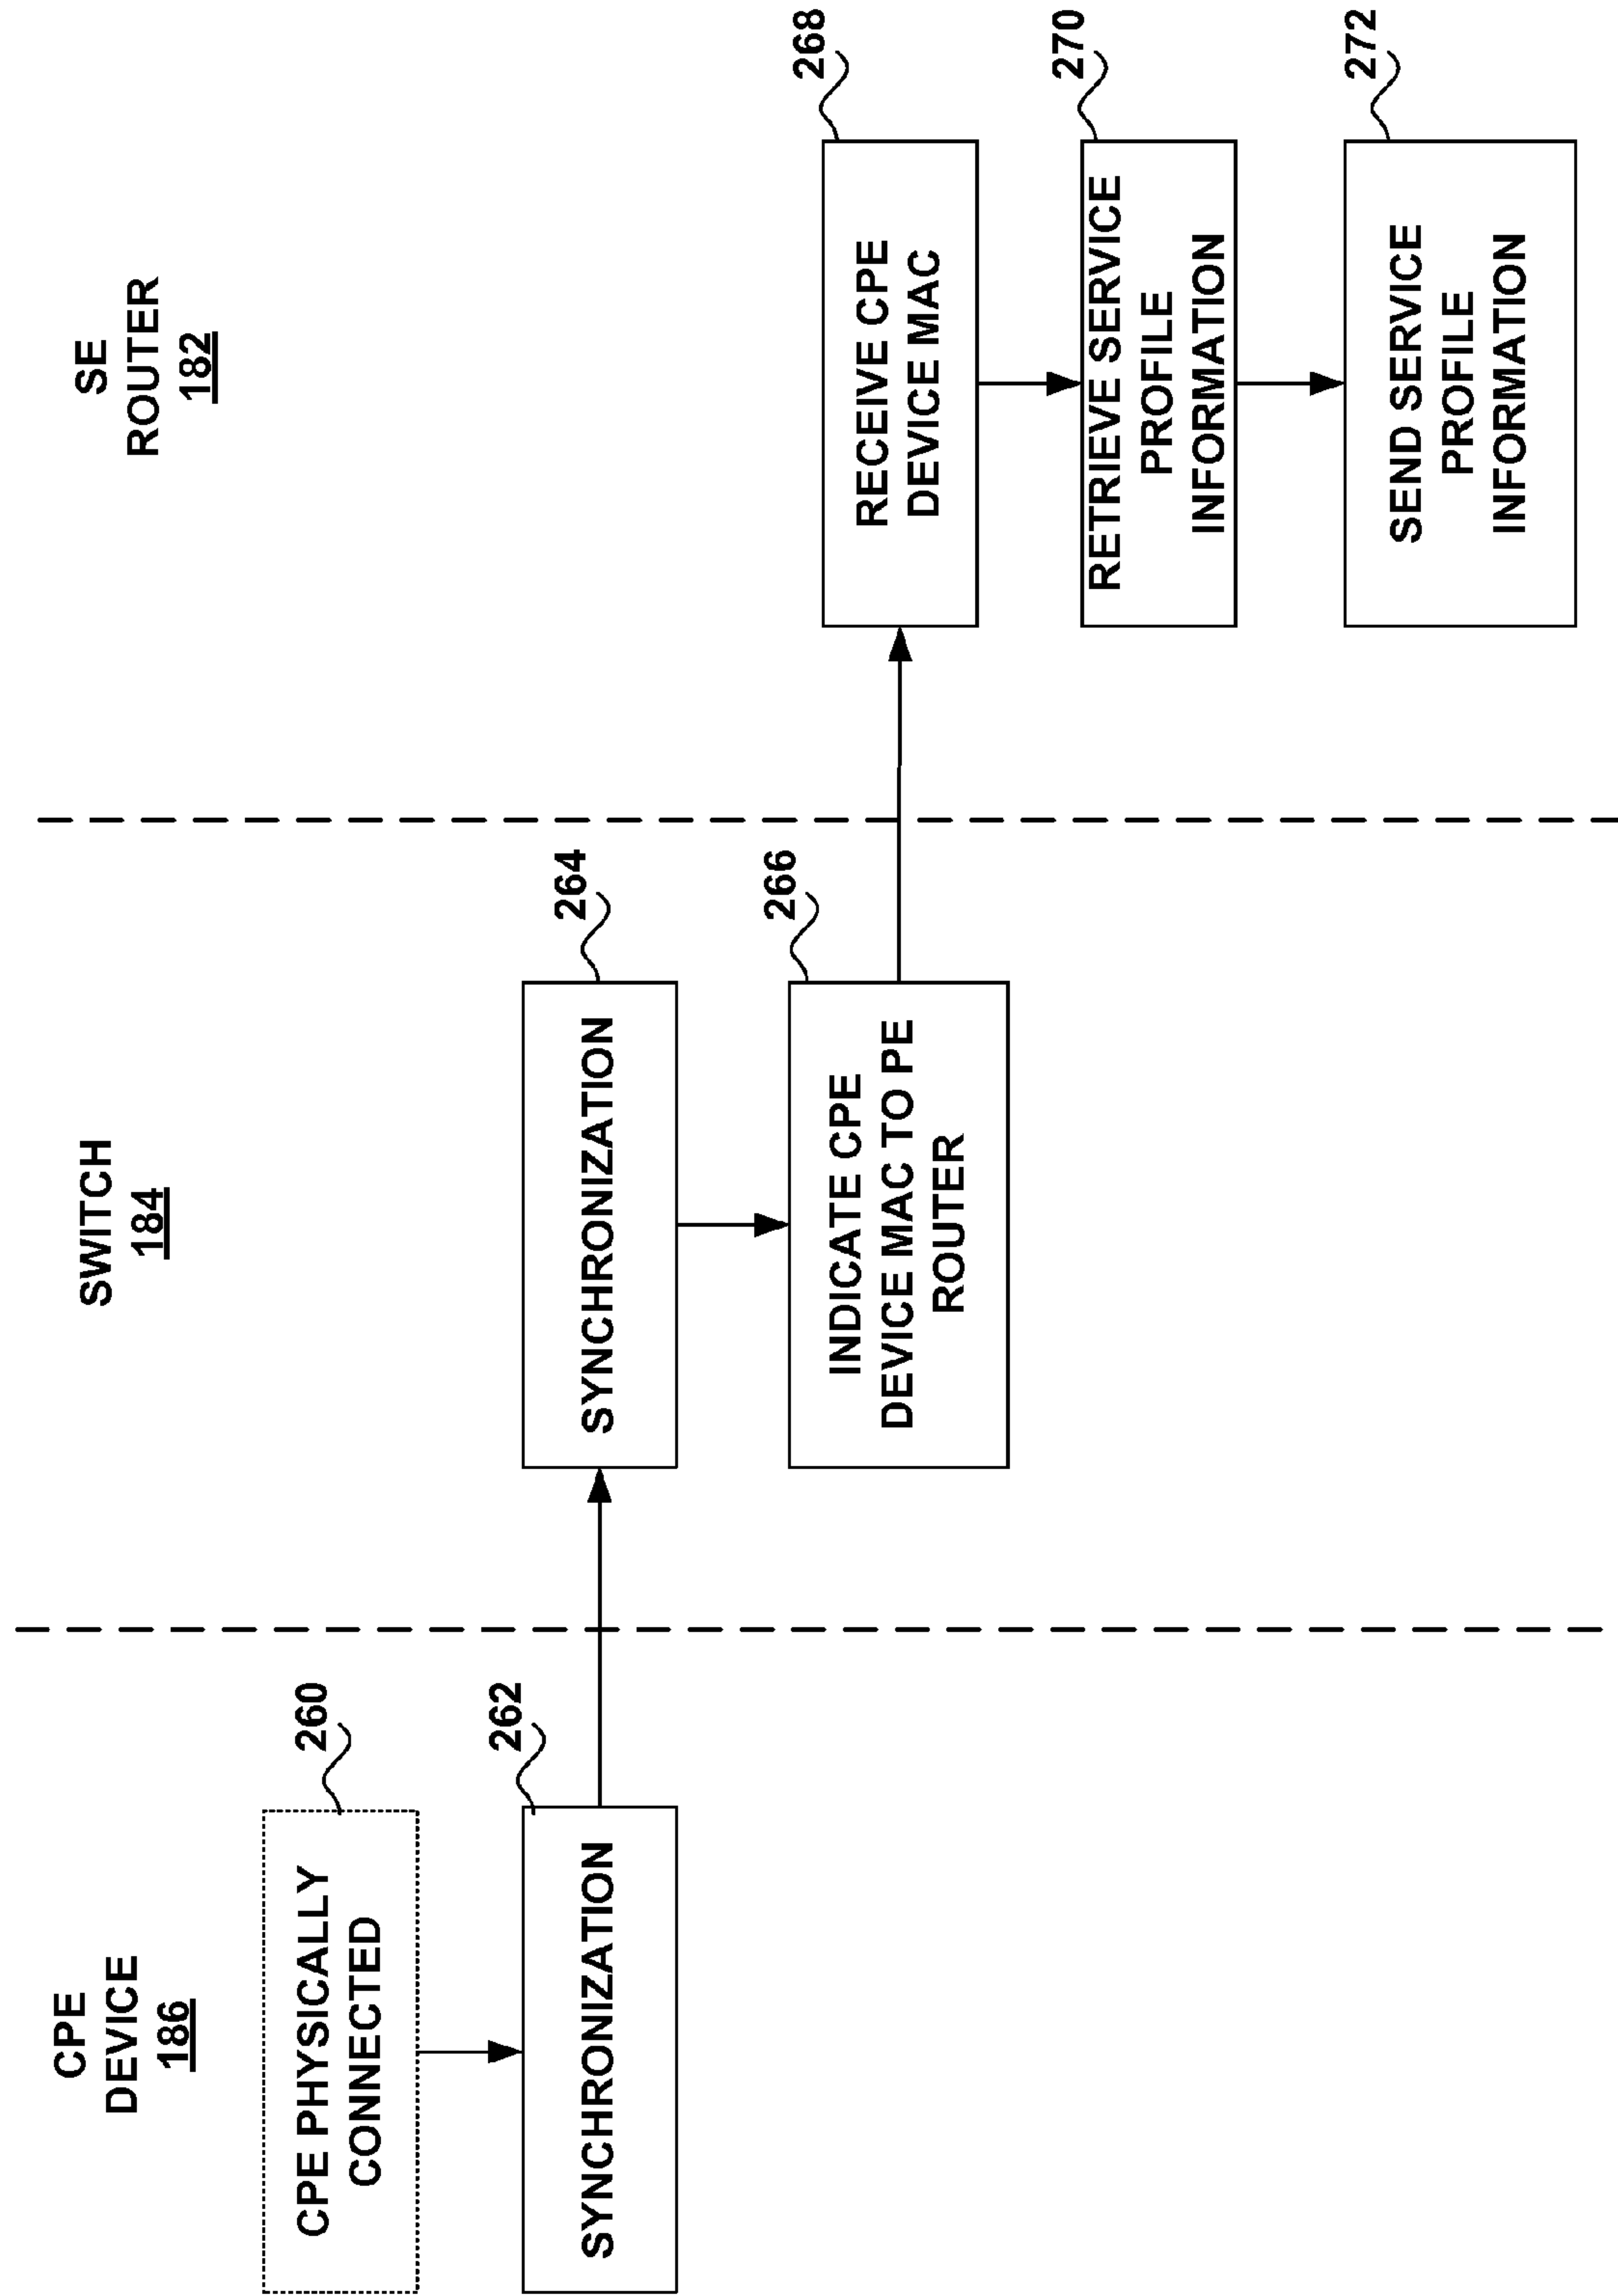 CPE
DEVICE
186
SWITCH
184
SE
ROUTER
182
260
CPE PHYSICALLY
CONNECTED
262
SYNCHRONIZATION
264
SYNCHRONIZATION
266
INDICATE CPE
DEVICE MAC TO PE
ROUTER
268
RECEIVE CPE
DEVICE MAC
270
RETRIEVE SERVICE
PROFILE
INFORMATION
272
SEND SERVICE
PROFILE
INFORMATION